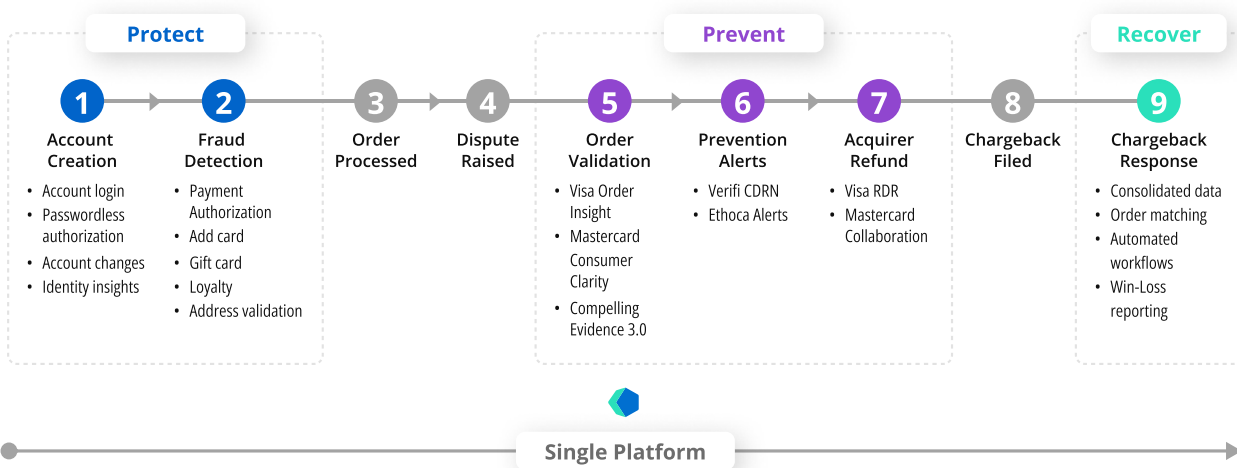 Protect
Prevent
Recover
1
2
3
4
5
6
7
8
9
Account
Creation
• Account login
• Passwordless
authorization
• Account changes
• Identity insights
Fraud
Detection
• Payment
Authorization
• Add card
• Gift card
• Loyalty
• Address validation
Order
Processed
Dispute
Raised
Order
Validation
• Visa Order
Insight
• Mastercard
Consumer
Clarity
• Compelling
Evidence 3.0
Prevention
Alerts
• Verifi CDRN
• Ethoca Alerts
Acquirer
Refund
• Visa RDR
• Mastercard
Collaboration
Chargeback
Filed
Chargeback
Response
• Consolidated data
• Order matching
• Automated
workflows
• Win-Loss
reporting
Single Platform